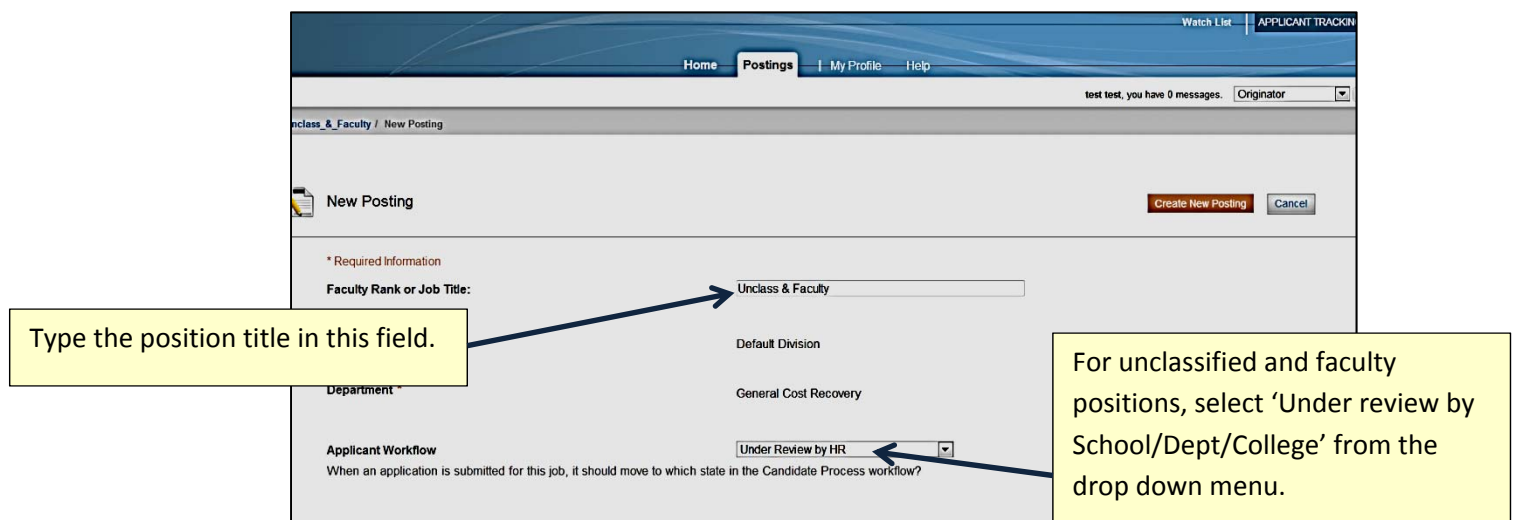 Watch List APPLICANT TRACKIN
Home Postings | My Profile Help
test test, you have 0 messages. Originator
nclass_&_Faculty / New Posting
New Posting Create New Posting Cancel
* Required Information
Faculty Rank or Job Title: Unclass & Faculty
Type the position title in this field.
Default Division
Department * General Cost Recovery
For unclassified and faculty
positions, select ‘Under review by
School/Dept/College’ from the
drop down menu.
Applicant Workflow Under Review by HR
When an application is submitted for this job, it should move to which state in the Candidate Process workflow?